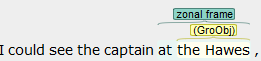 zonal frame
(GroObj)
I could see the captain at the Hawes ,